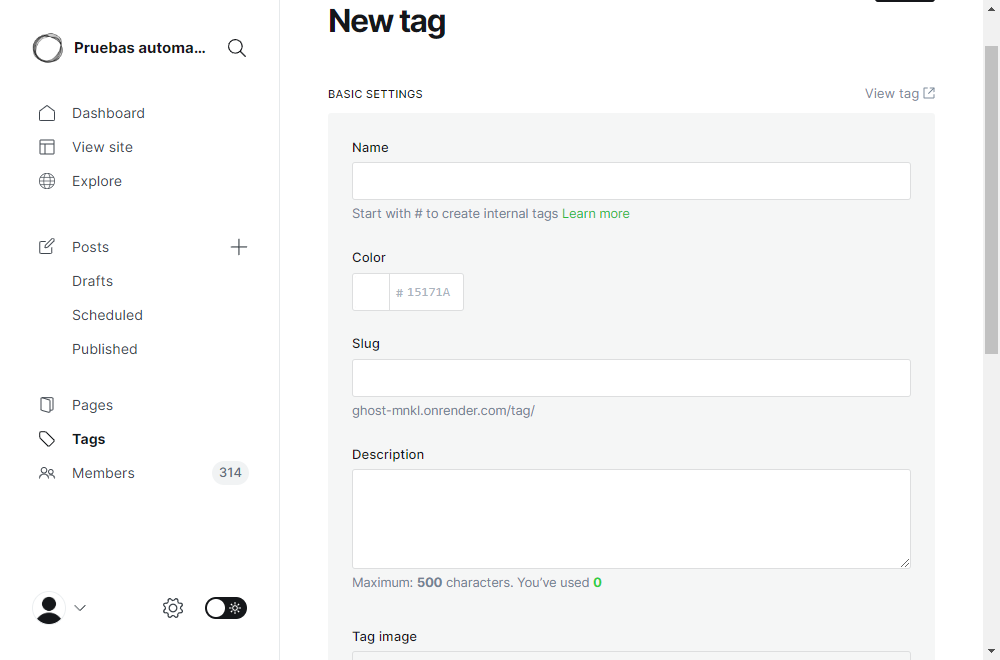 Pruebas automa...
Dashboard
View site
Explore
Posts
Drafts
Scheduled
Published
Pages
Tags
Members 314
New tag
BASIC SETTINGS
View tag
Name
Start with # to create internal tags Learn more
Color
# 15171A
Slug
ghost-mnkl.onrender.com/tag/
Description
Maximum: 500 characters. You’ve used 0
Tag image